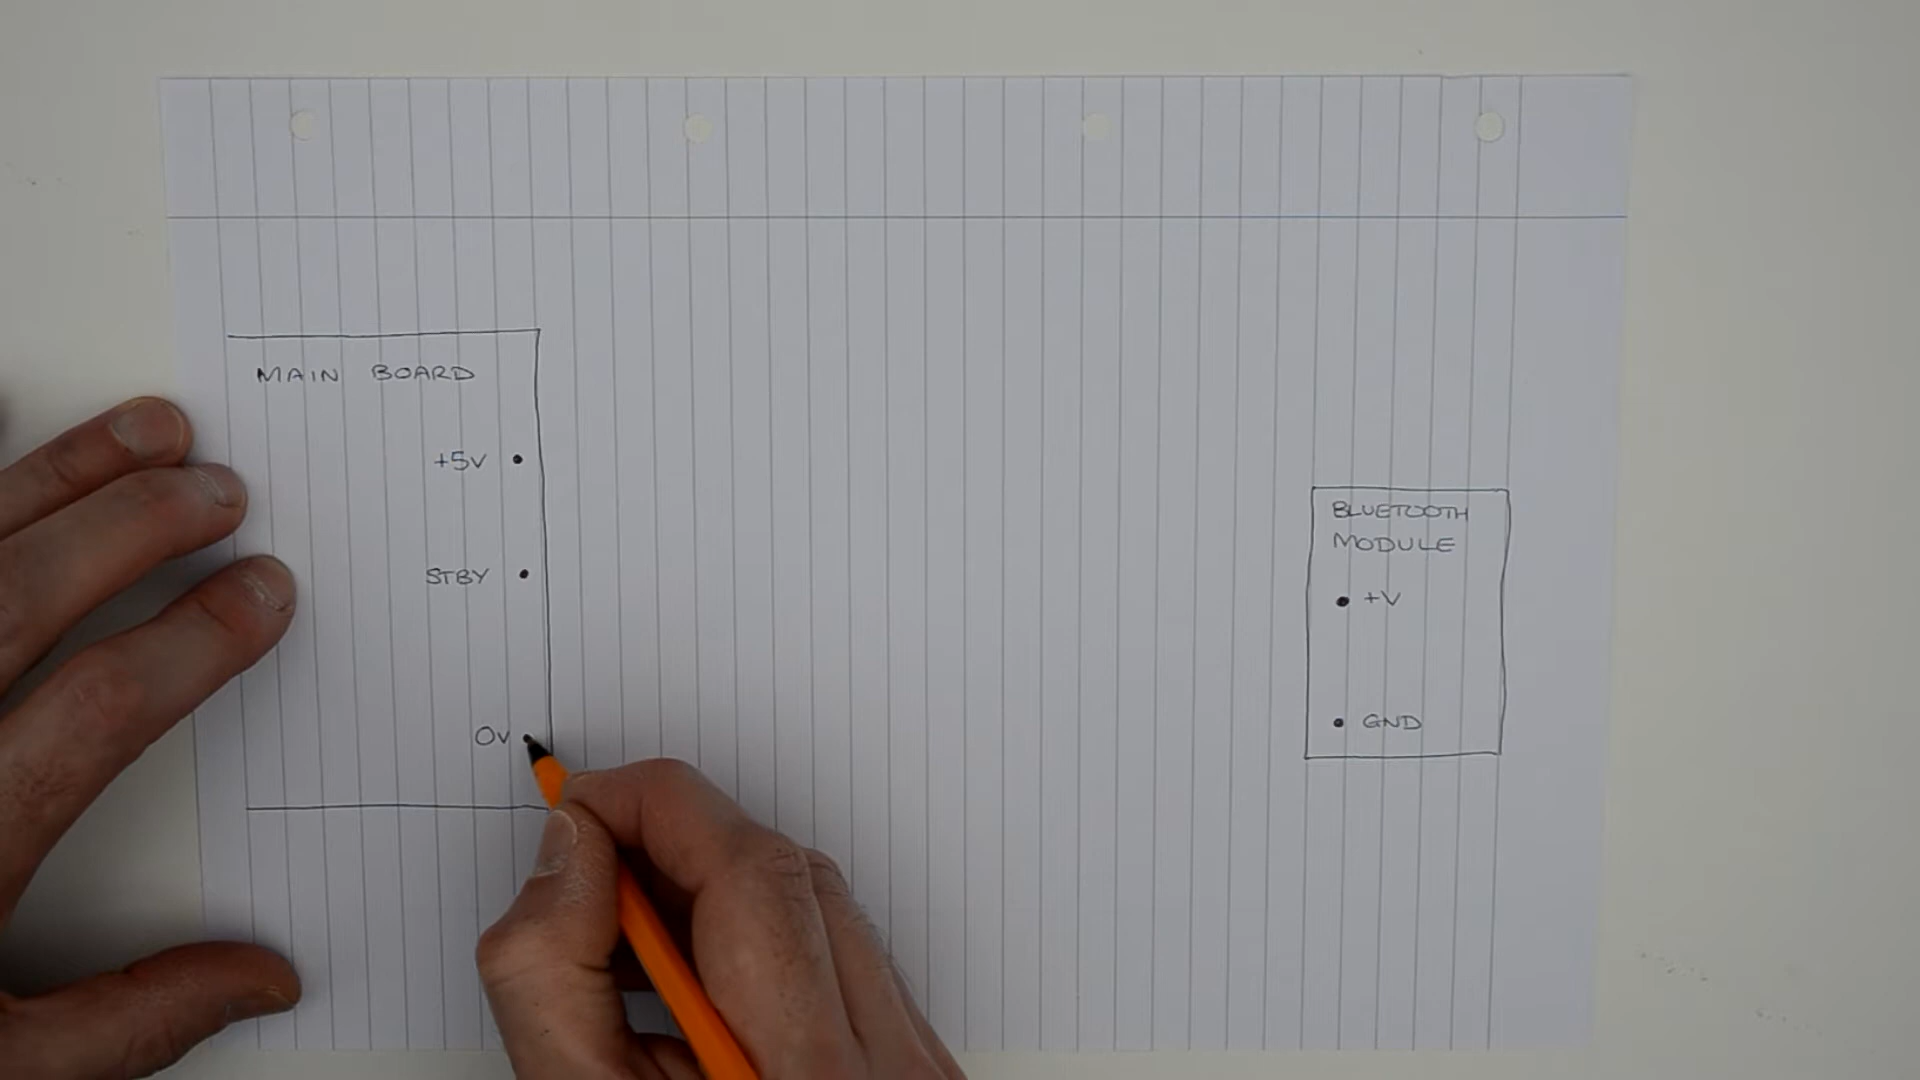 MAIN BOARD
+5V
STBY
0V
BLUETOOTH
MODULE
+V
GND